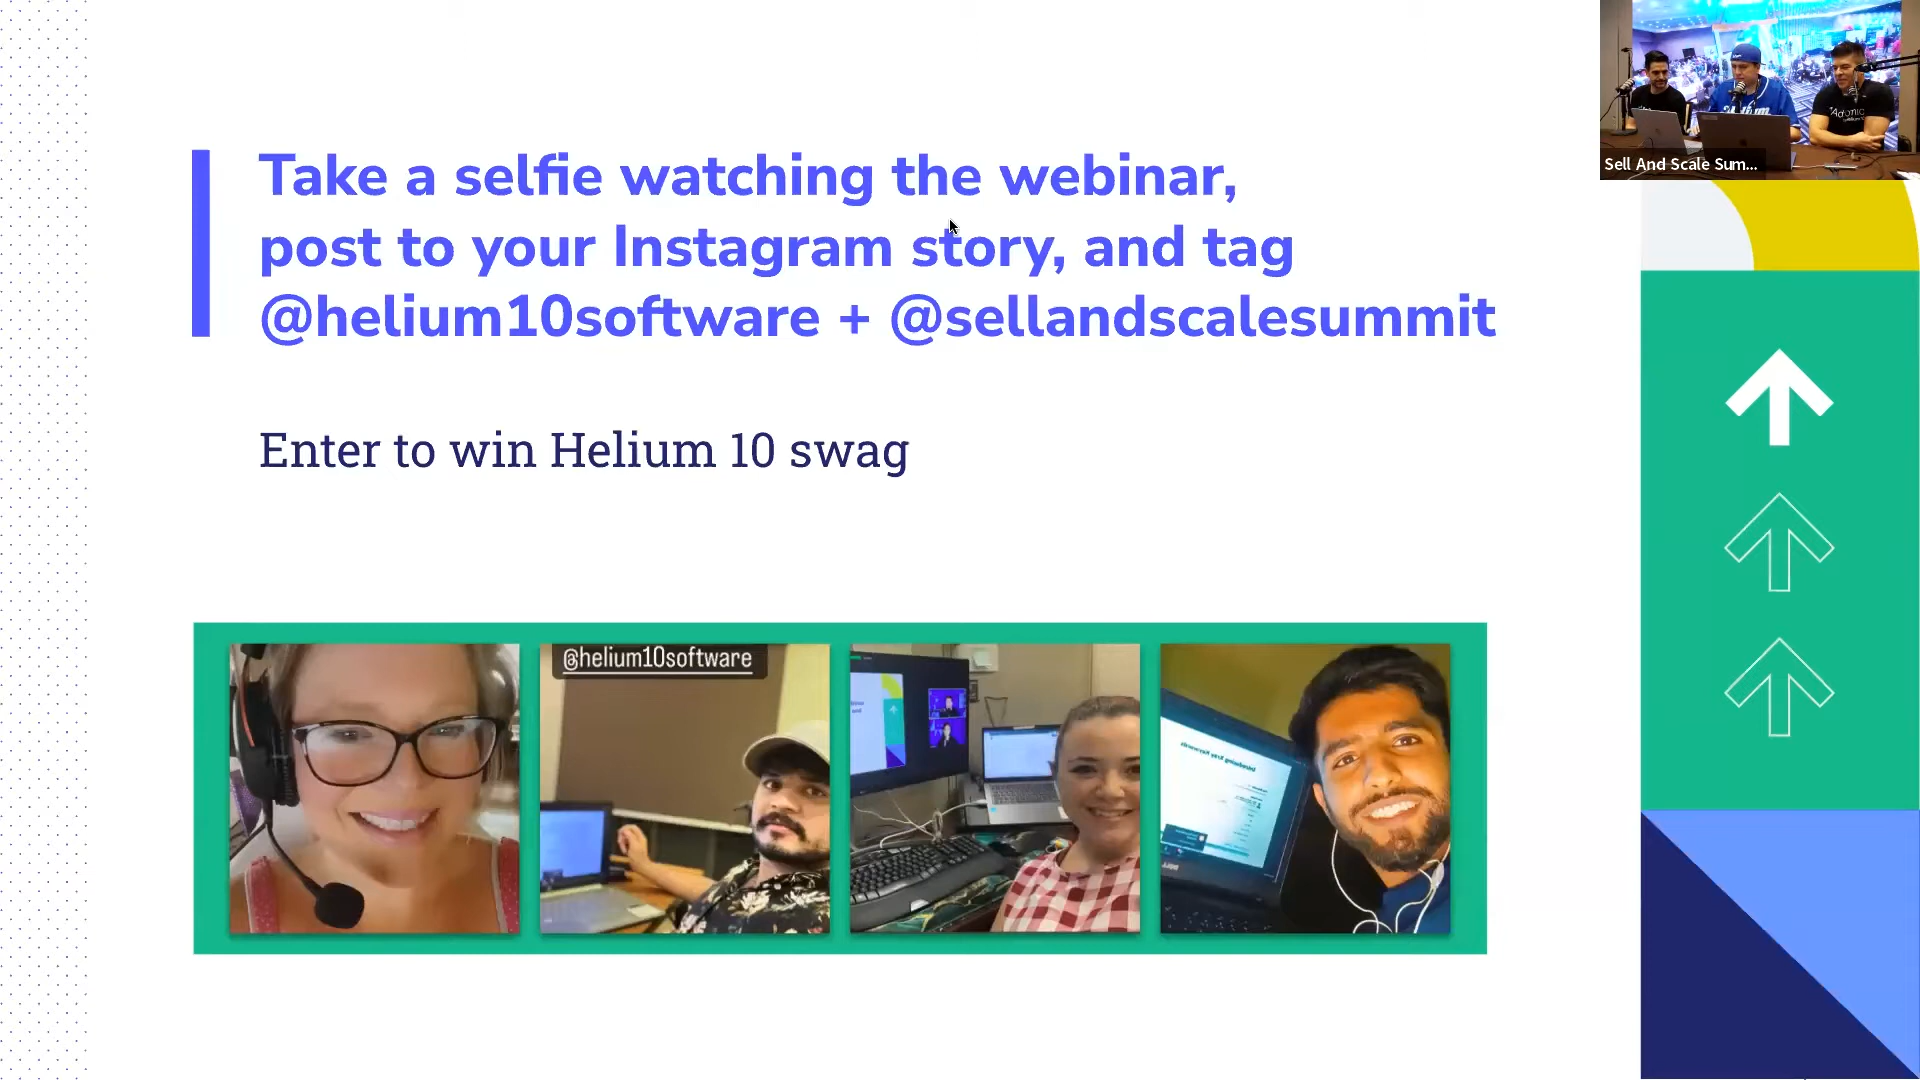 Take a selfie watching the webinar,
post to your Instagram story, and tag
@helium10software + @sellandscalesummit
Enter to win Helium 10 swag
@helium10software
Sell And Scale Sum...